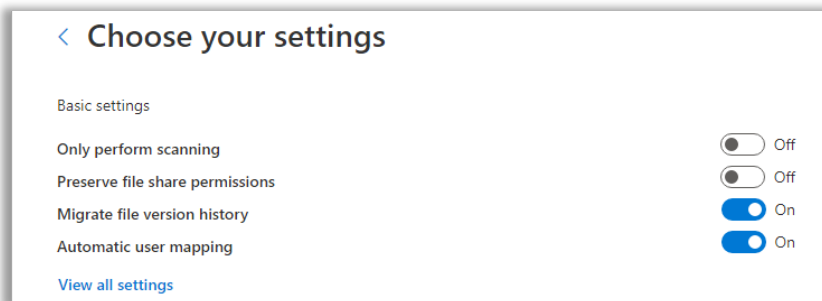 Choose your settings
Basic settings
Only perform scanning Off
Preserve file share permissions Off
Migrate file version history On
Automatic user mapping On
View all settings